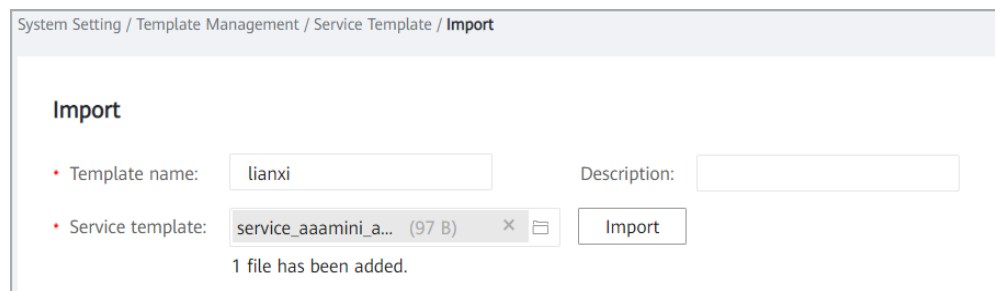 System Setting / Template Management / Service Template / Import
Import
* Template name: lianxi Description:
* Service template: service_aaamini_a... (97 B) × Import
1 file has been added.